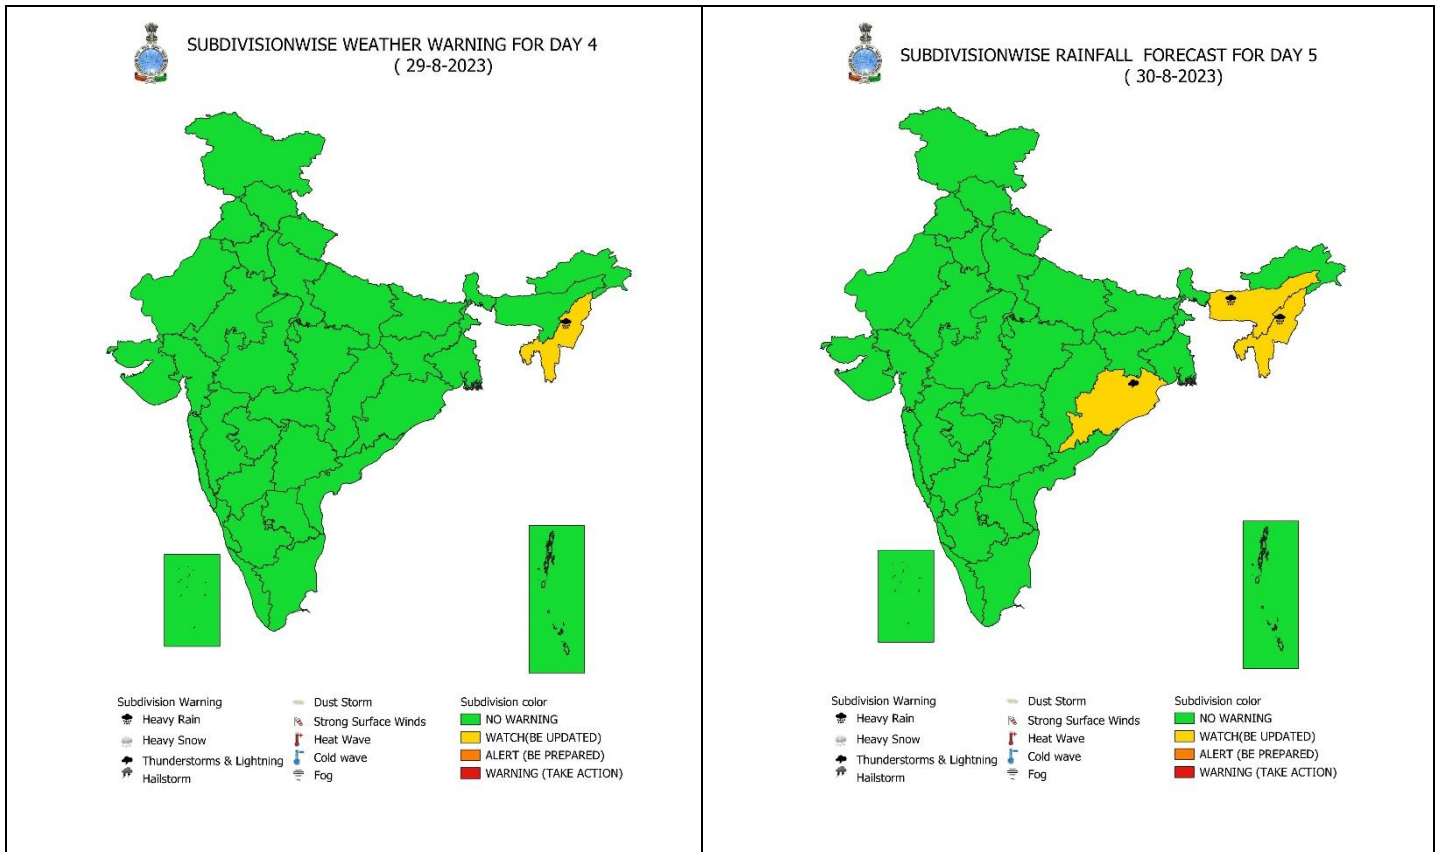 SUBDIVISIONWISE WEATHER WARNING FOR DAY 4
( 29-8-2023)
Subdivision Warning
Heavy Rain
Heavy Snow
Thunderstorms & Lightning
Hailstorm
Dust Storm
Strong Surface Winds
Heat Wave
Cold wave
Fog
Subdivision color
NO WARNING
WATCH(BE UPDATED)
ALERT (BE PREPARED)
WARNING (TAKE ACTION)
SUBDIVISIONWISE RAINFALL FORECAST FOR DAY 5
( 30-8-2023)
Subdivision Warning
Heavy Rain
Heavy Snow
Thunderstorms & Lightning
Hailstorm
Dust Storm
Strong Surface Winds
Heat Wave
Cold wave
Fog
Subdivision color
NO WARNING
WATCH(BE UPDATED)
ALERT (BE PREPARED)
WARNING (TAKE ACTION)